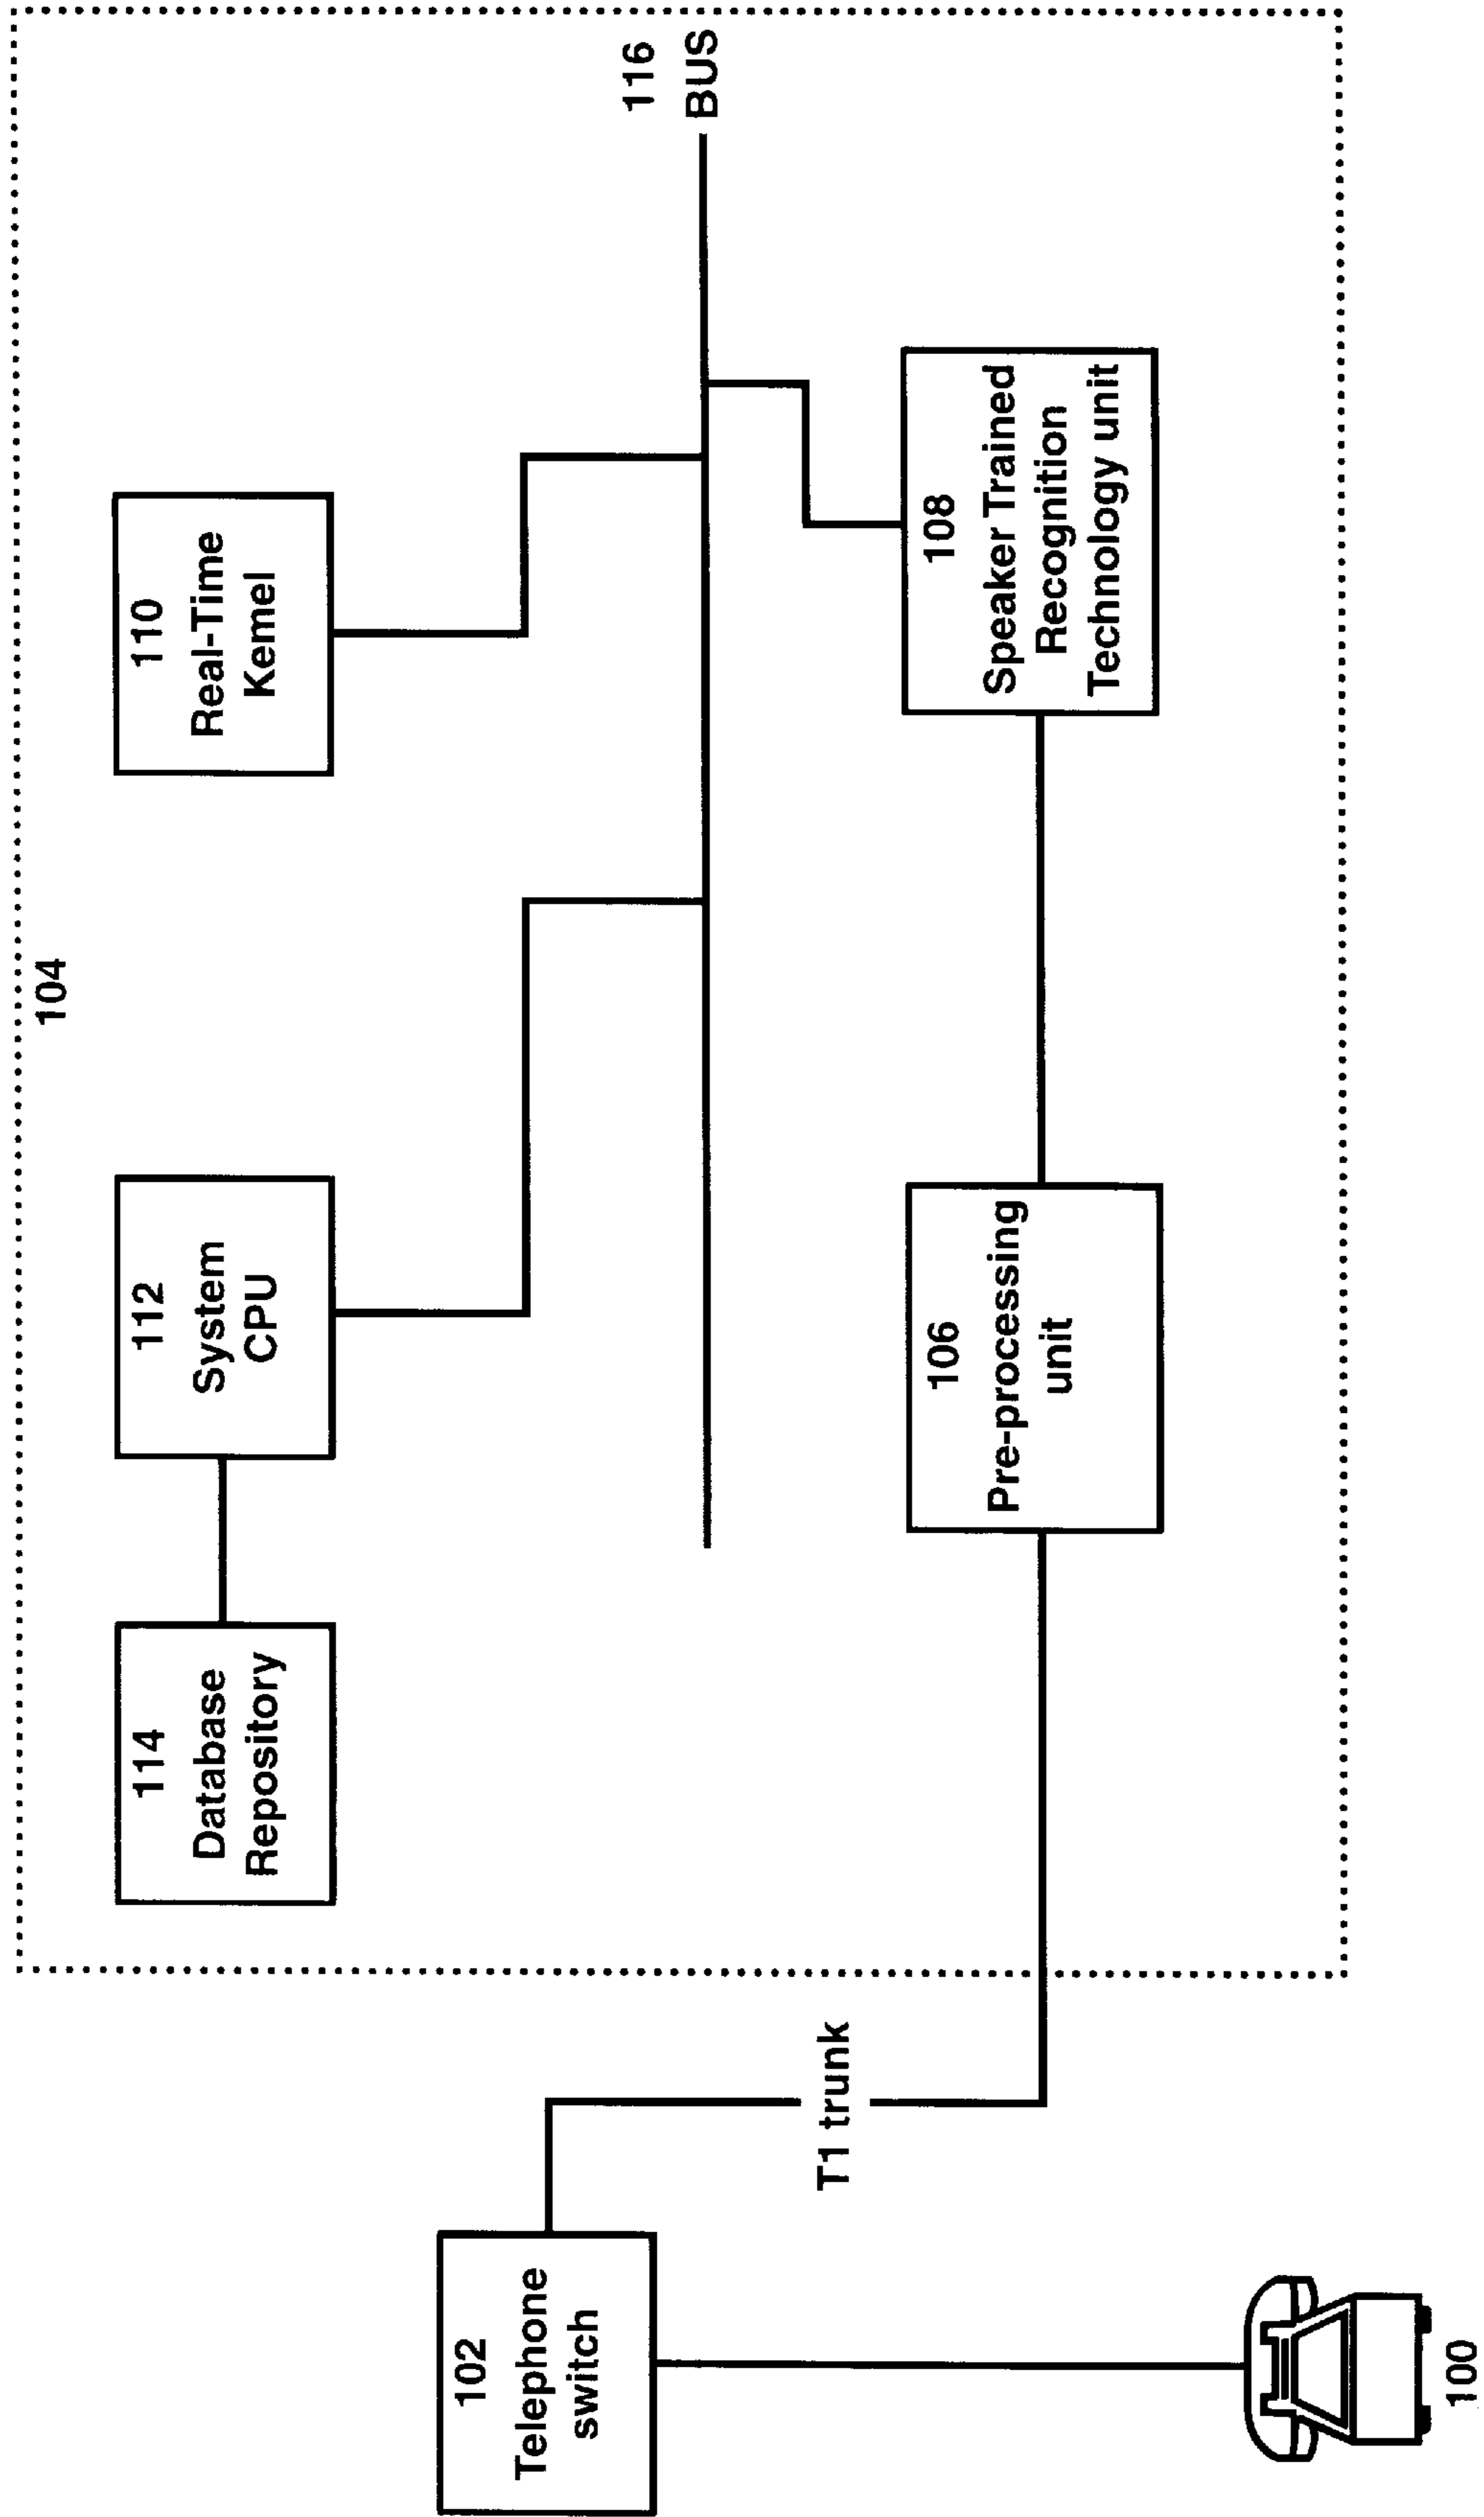 104
114
Database
Repository
112
System
CPU
110
Real-Time
Kernel
102
Telephone
switch
116
BUS
T1 trunk
106
Pre-processing
unit
108
Speaker Trained
Recognition
Technology unit
100